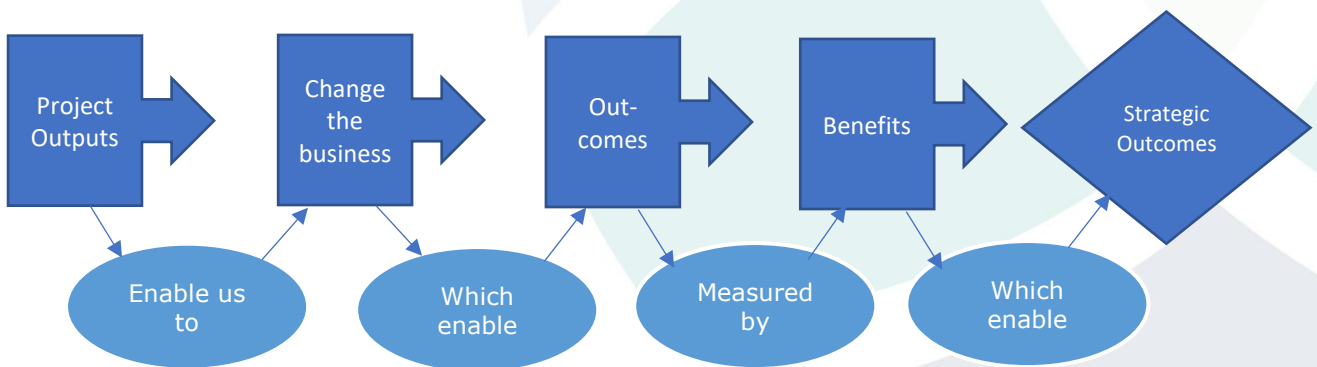 Project
Outputs
Change
the
business
Out-
comes
Benefits
Strategic
Outcomes
Enable us
to
Which
enable
Measured
by
Which
enable